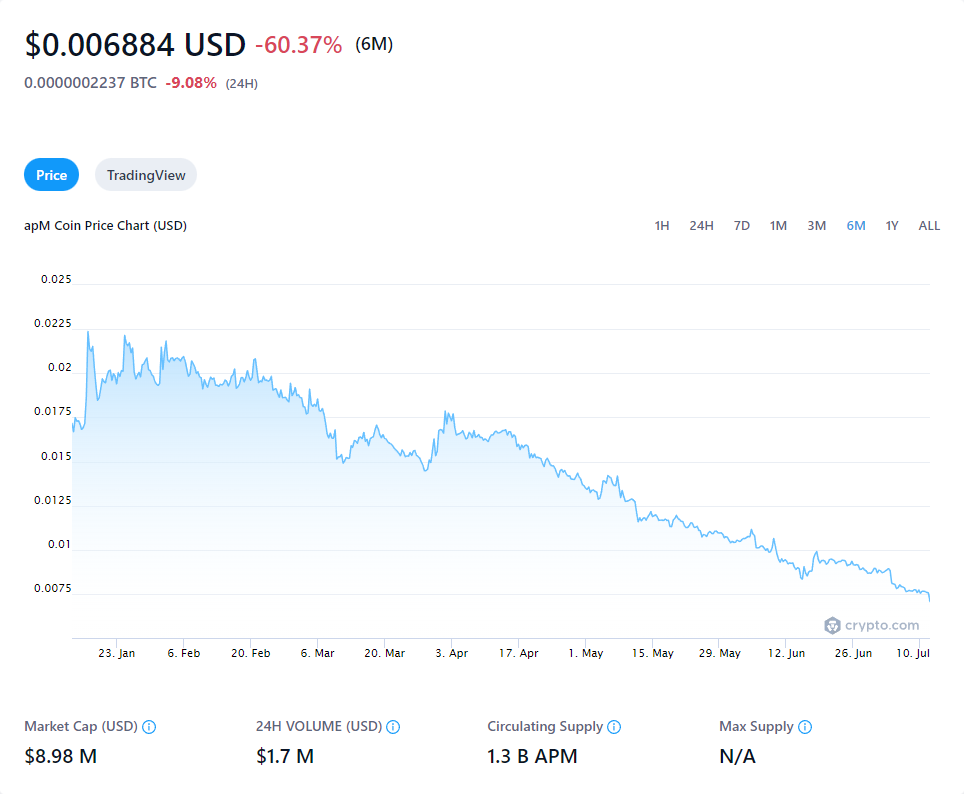 $0.006884 USD -60.37% (6M)
0.0000002237 BTC -9.08% (24H)
Price TradingView
apM Coin Price Chart (USD) 1H 24H 7D 1M 3M 6M 1Y ALL
0.025
0.0225
0.02
0.0175
0.015
0.0125
0.01
0.0075
crypto.com
23. Jan 6. Feb 20. Feb 6. Mar 20. Mar 3. Apr 17. Apr 1. May 15. May 29. May 12. Jun 26. Jun 10. Jul
Market Cap (USD) 24H VOLUME (USD) Circulating Supply Max Supply
$8.98 M $1.7 M 1.3 B APM N/A